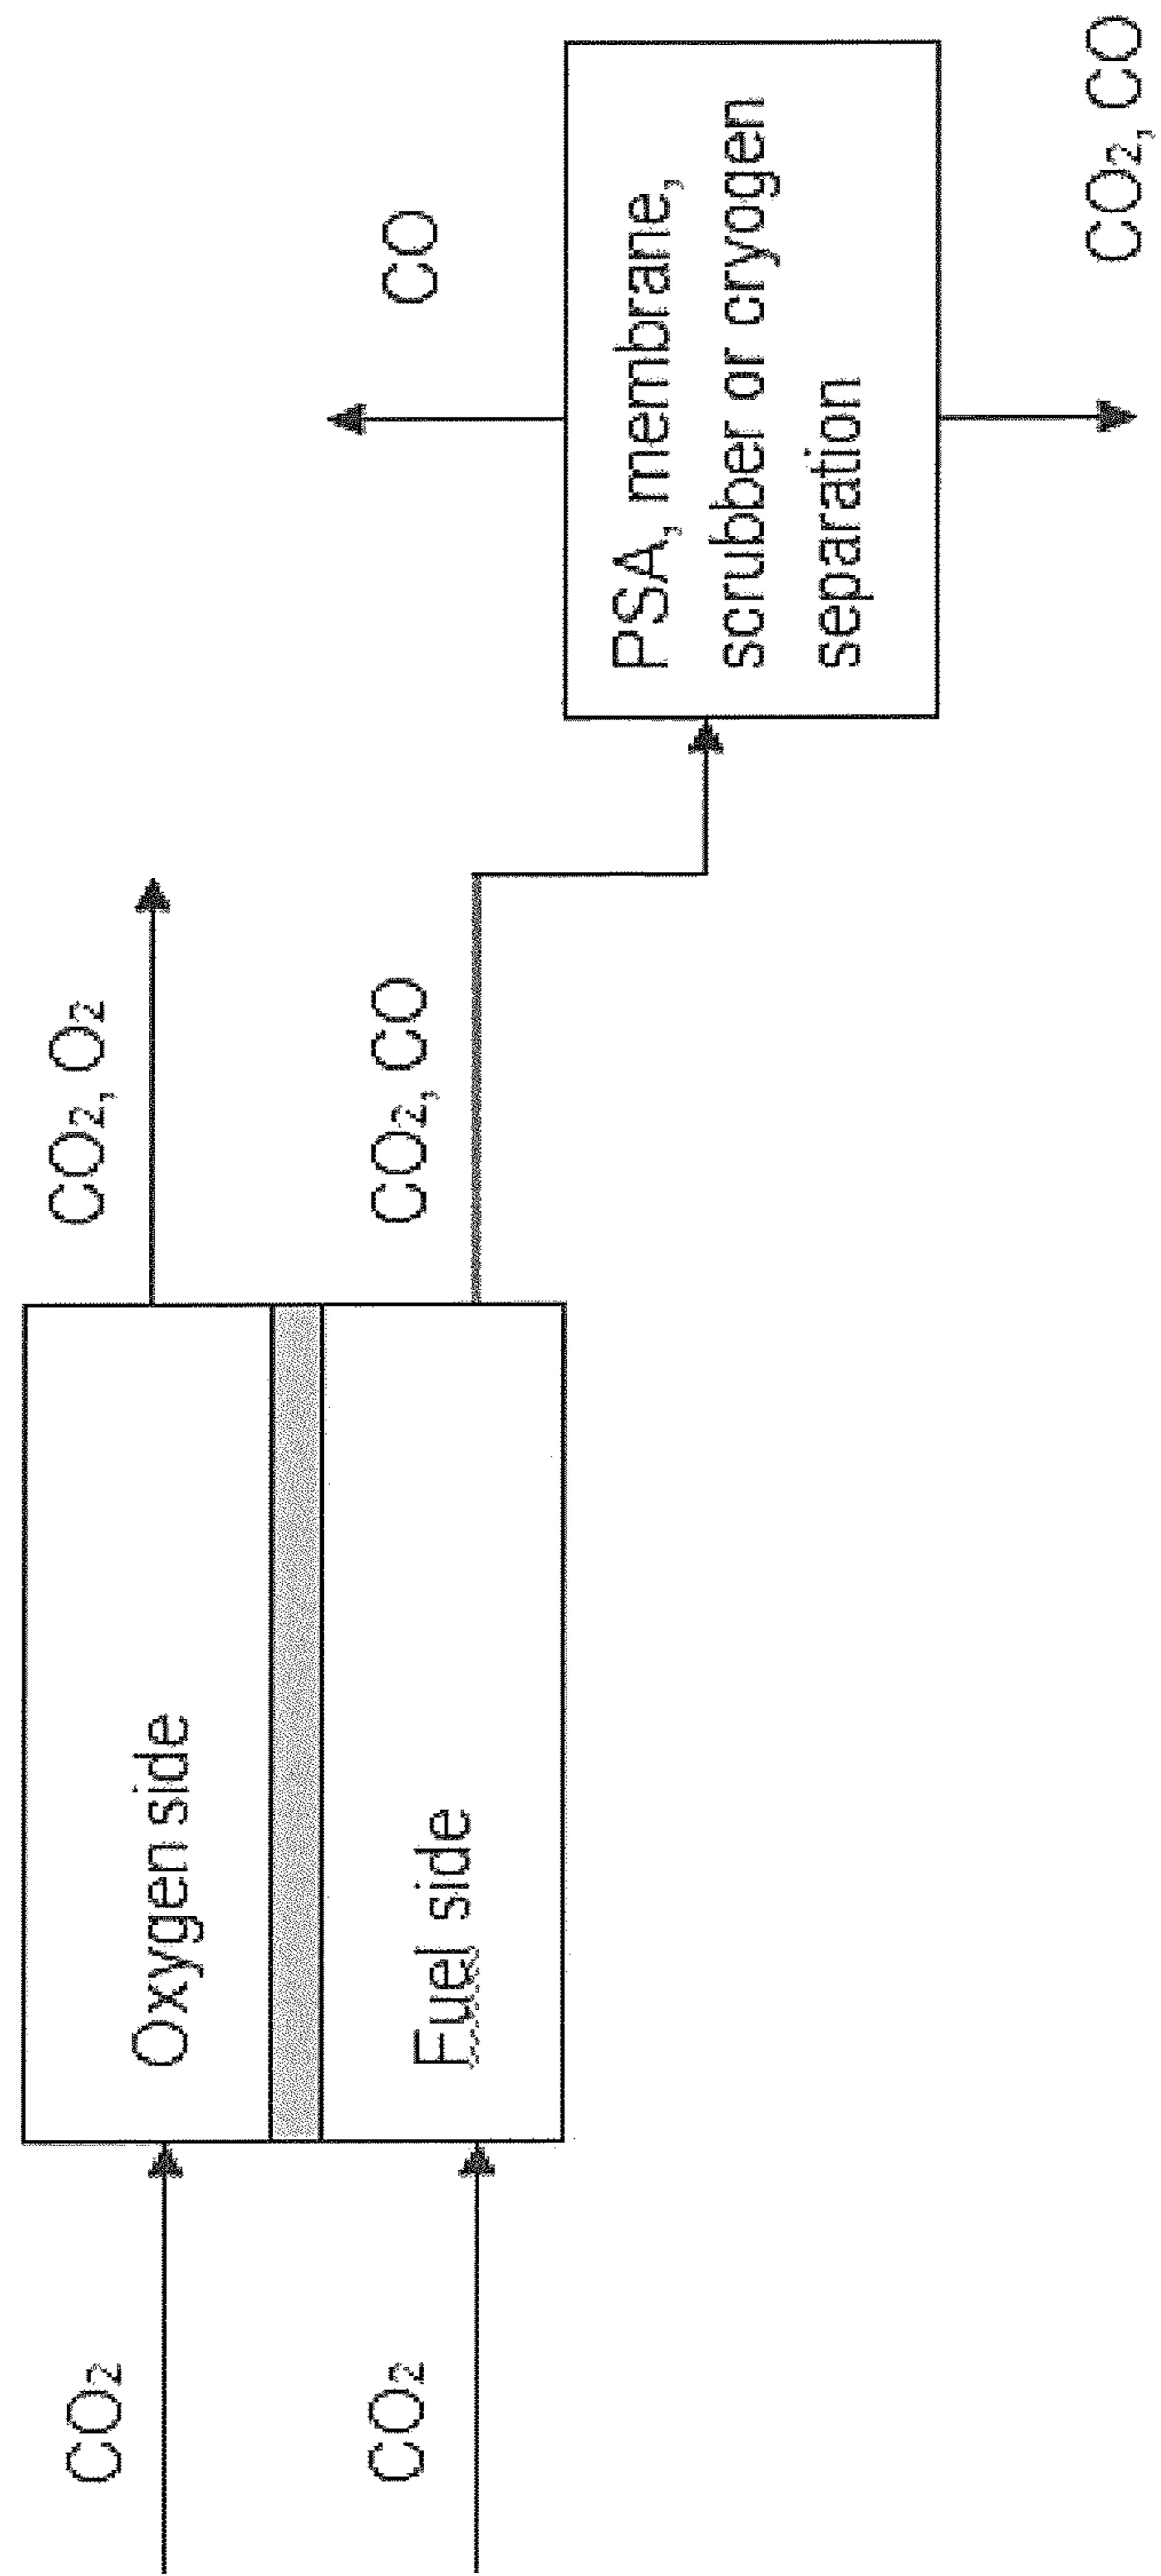 CO₂
Oxygen side
CO₂, O₂
CO₂
Fuel side
CO₂, CO
CO
PSA, membrane,
scrubber or cryogen
separation
CO₂, CO